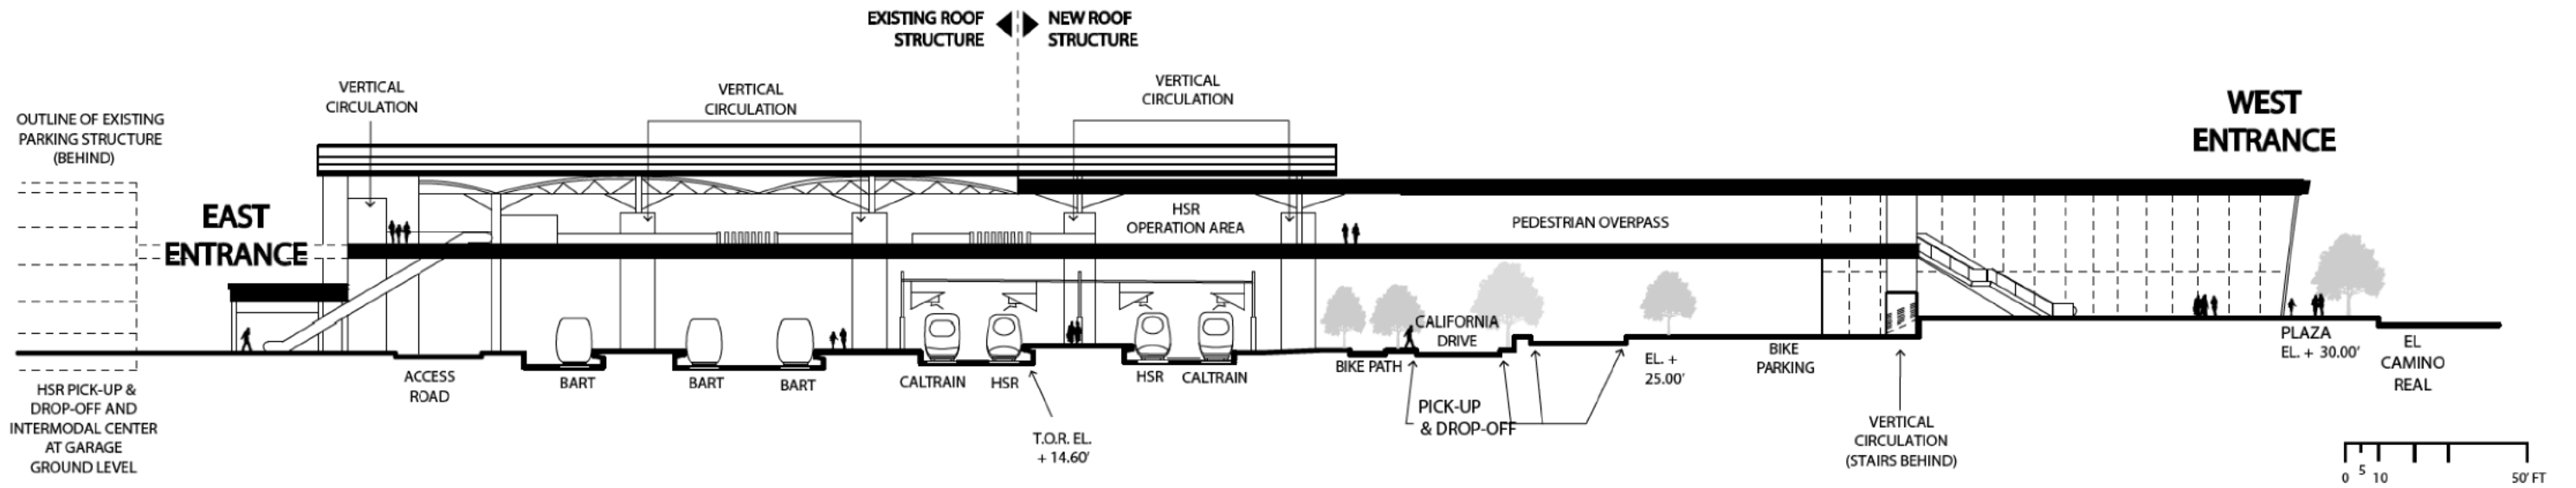 EXISTING ROOF
STRUCTURE
NEW ROOF
STRUCTURE
VERTICAL
CIRCULATION
VERTICAL
CIRCULATION
VERTICAL
CIRCULATION
WEST
ENTRANCE
OUTLINE OF EXISTING
PARKING STRUCTURE
(BEHIND)
EAST
ENTRANCE
HSR
OPERATION AREA
PEDESTRIAN OVERPASS
CALIFORNIA
DRIVE
PLAZA
EL. + 30.00'
EL
CAMINO
REAL
HSR PICK-UP &
DROP-OFF AND
INTERMODAL CENTER
AT GARAGE
GROUND LEVEL
ACCESS
ROAD
BART
BART
BART
CALTRAIN
HSR
HSR
CALTRAIN
BIKE PATH
EL. +
25.00'
BIKE
PARKING
PICK-UP
& DROP-OFF
T.O.R. EL.
+ 14.60'
VERTICAL
CIRCULATION
(STAIRS BEHIND)
0 5 10 50' FT